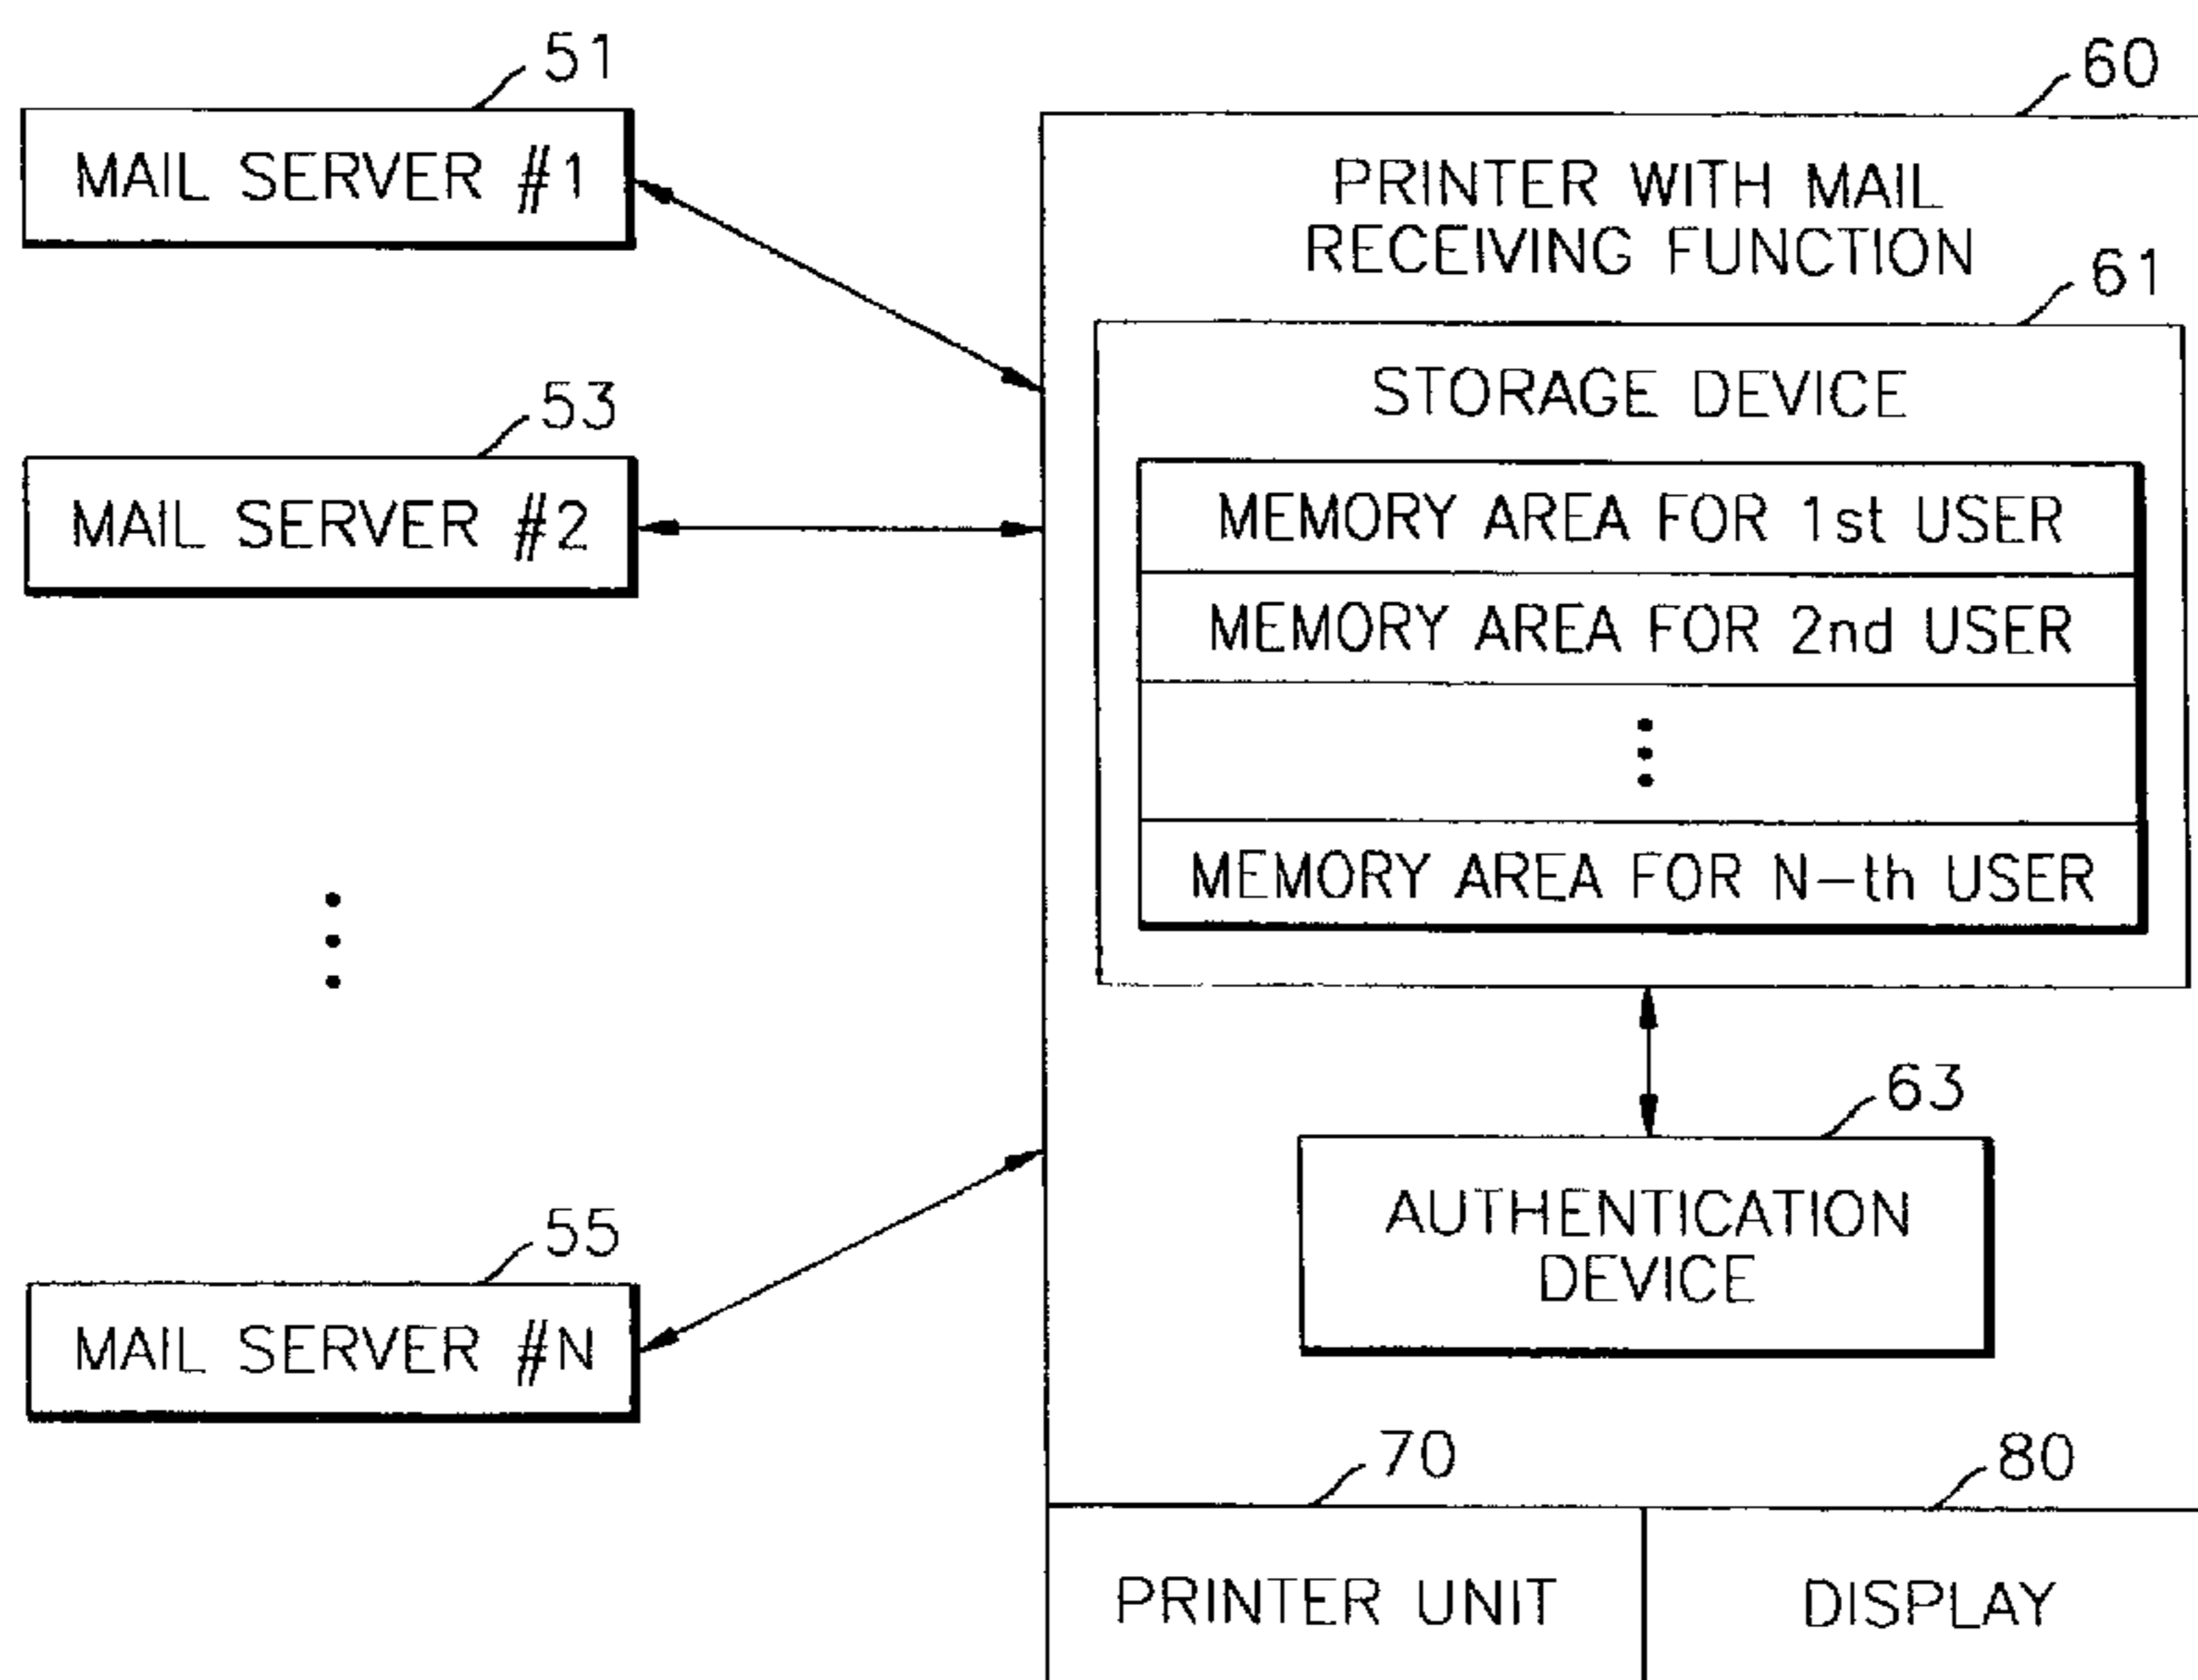 51
MAIL SERVER #1
53
MAIL SERVER #2
55
MAIL SERVER #N
60
PRINTER WITH MAIL
RECEIVING FUNCTION
61
STORAGE DEVICE
MEMORY AREA FOR 1st USER
MEMORY AREA FOR 2nd USER
MEMORY AREA FOR N-th USER
63
AUTHENTICATION
DEVICE
70
PRINTER UNIT
80
DISPLAY